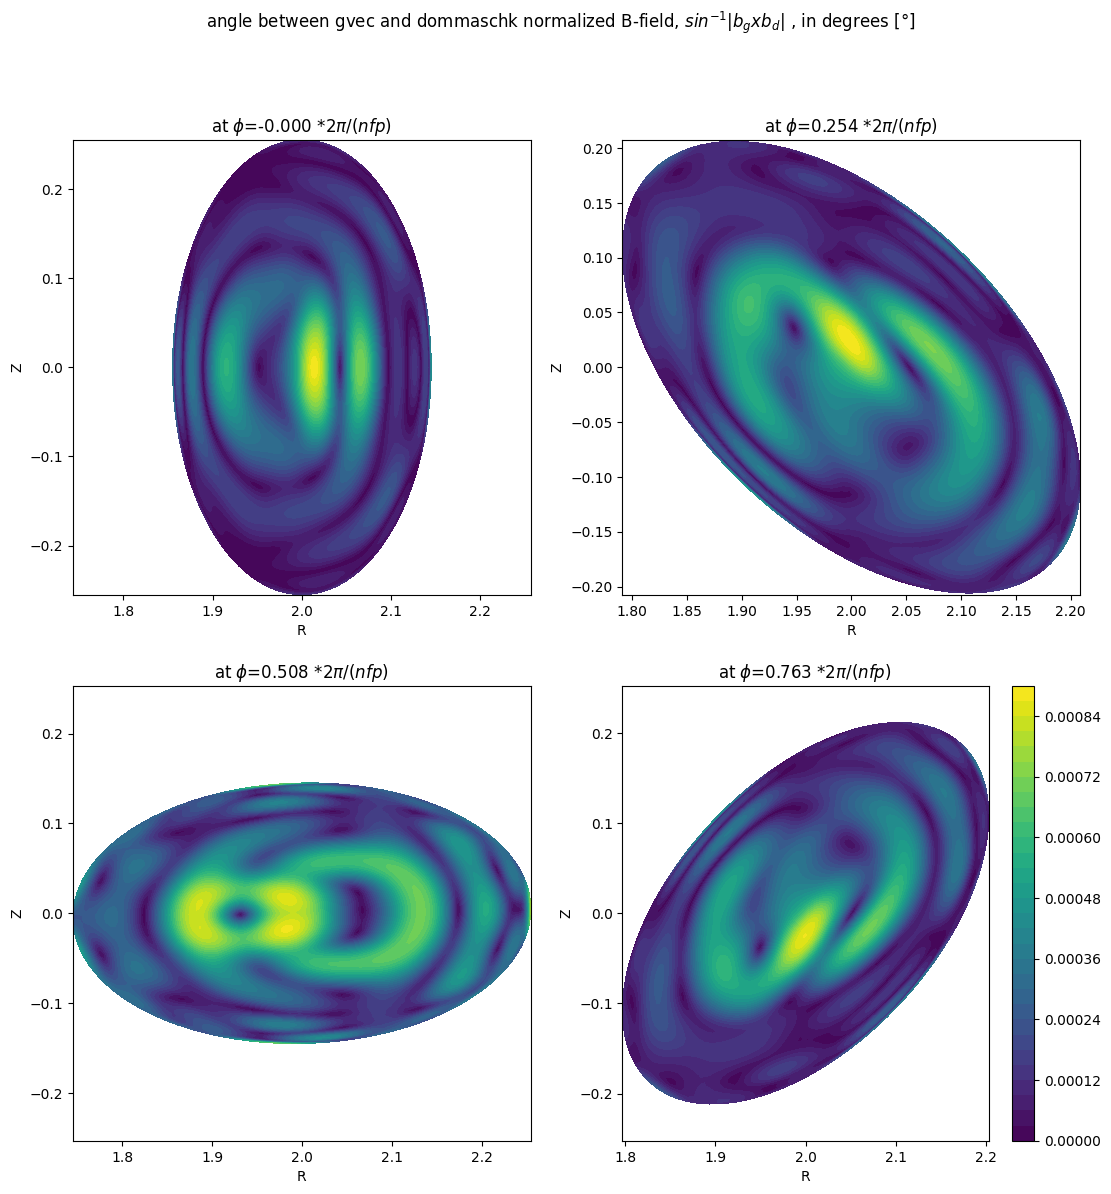 angle between gvec and dommaschk normalized B-field, sin⁻¹|b_g x b_d| , in degrees [°]
at ϕ=-0.000 *2π/(nfp)
at ϕ=0.254 *2π/(nfp)
0.2
0.1
0.0
−0.1
−0.2
Z
1.8 1.9 2.0 2.1 2.2
R
0.20
0.15
0.10
0.05
0.00
−0.05
−0.10
−0.15
−0.20
Z
1.80 1.85 1.90 1.95 2.00 2.05 2.10 2.15 2.20
R
at ϕ=0.508 *2π/(nfp)
at ϕ=0.763 *2π/(nfp)
0.2
0.1
0.0
−0.1
−0.2
Z
1.8 1.9 2.0 2.1 2.2
R
0.2
0.1
0.0
−0.1
−0.2
Z
1.8 1.9 2.0 2.1 2.2
R
0.00084
0.00072
0.00060
0.00048
0.00036
0.00024
0.00012
0.00000